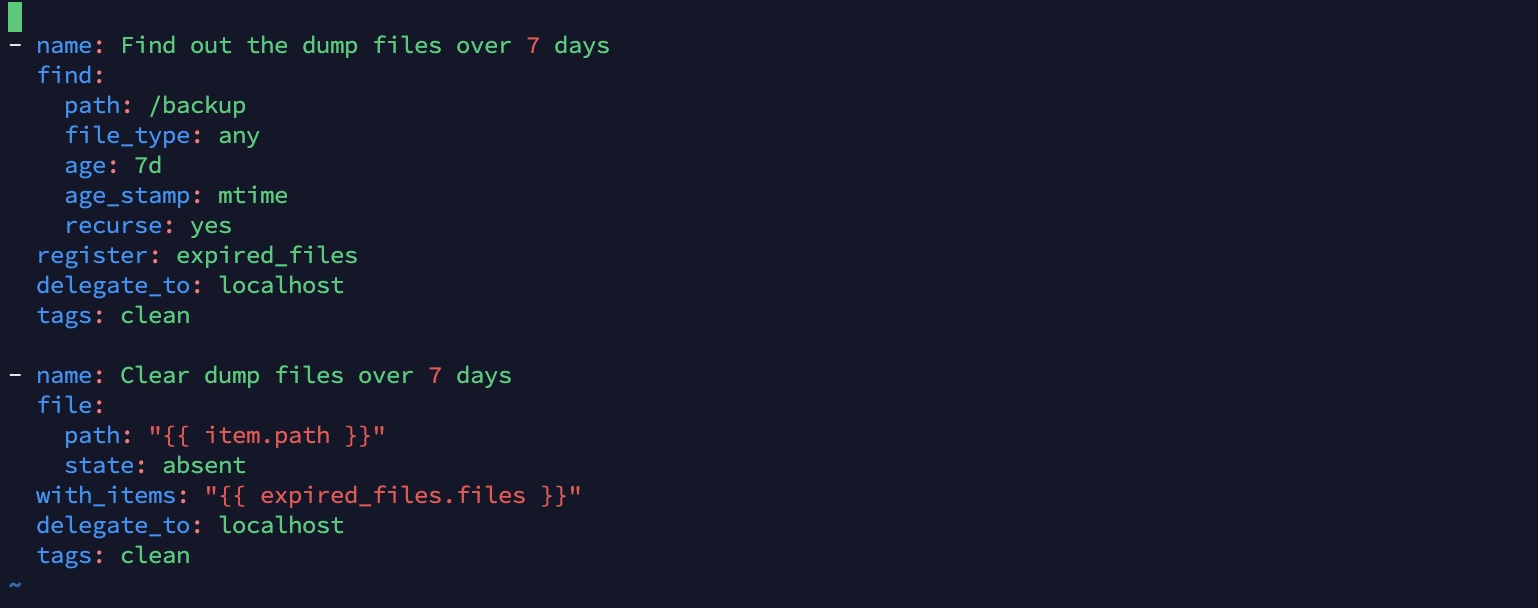 - name: Find out the dump files over 7 days
  find:
    path: /backup
    file_type: any
    age: 7d
    age_stamp: mtime
    recurse: yes
  register: expired_files
  delegate_to: localhost
  tags: clean

- name: Clear dump files over 7 days
  file:
    path: "{{ item.path }}"
    state: absent
  with_items: "{{ expired_files.files }}"
  delegate_to: localhost
  tags: clean
~